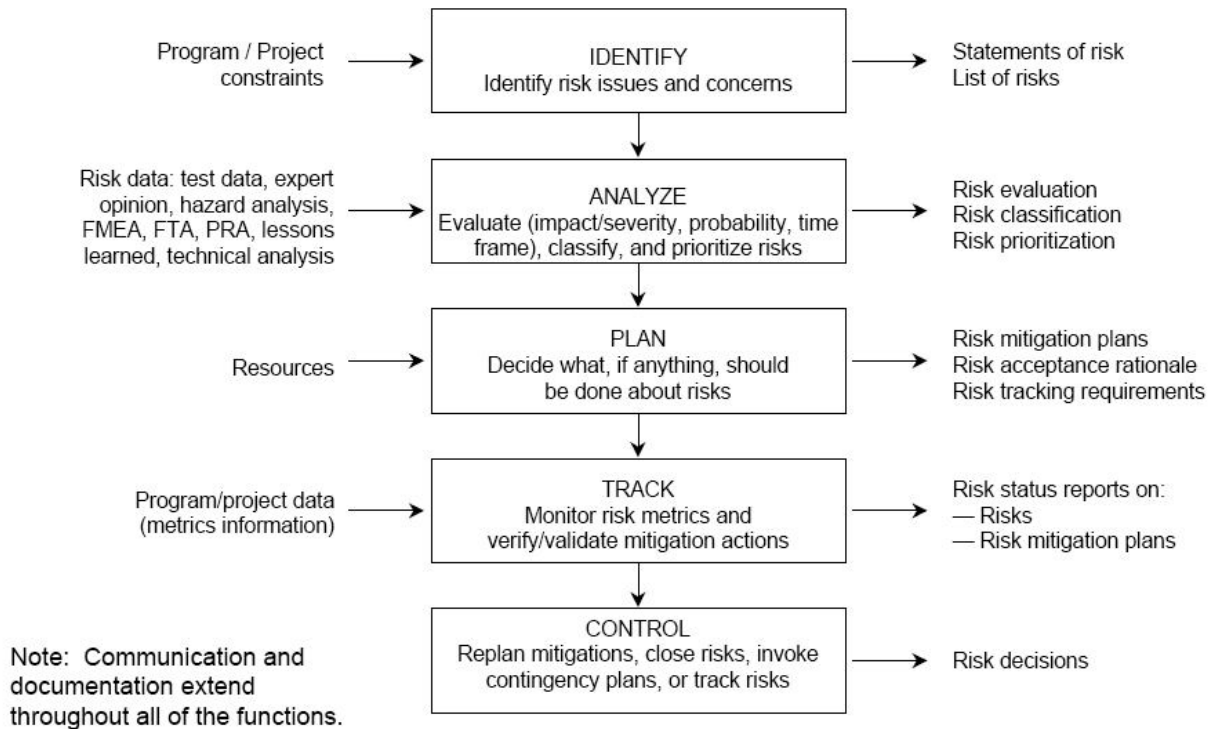 Program / Project
constraints
IDENTIFY
Identify risk issues and concerns
Statements of risk
List of risks
Risk data: test data, expert
opinion, hazard analysis,
FMEA, FTA, PRA, lessons
learned, technical analysis
ANALYZE
Evaluate (impact/severity, probability, time
frame), classify, and prioritize risks
Risk evaluation
Risk classification
Risk prioritization
Resources
PLAN
Decide what, if anything, should
be done about risks
Risk mitigation plans
Risk acceptance rationale
Risk tracking requirements
Program/project data
(metrics information)
TRACK
Monitor risk metrics and
verify/validate mitigation actions
Risk status reports on:
— Risks
— Risk mitigation plans
CONTROL
Replan mitigations, close risks, invoke
contingency plans, or track risks
Risk decisions
Note:  Communication and
documentation extend
throughout all of the functions.